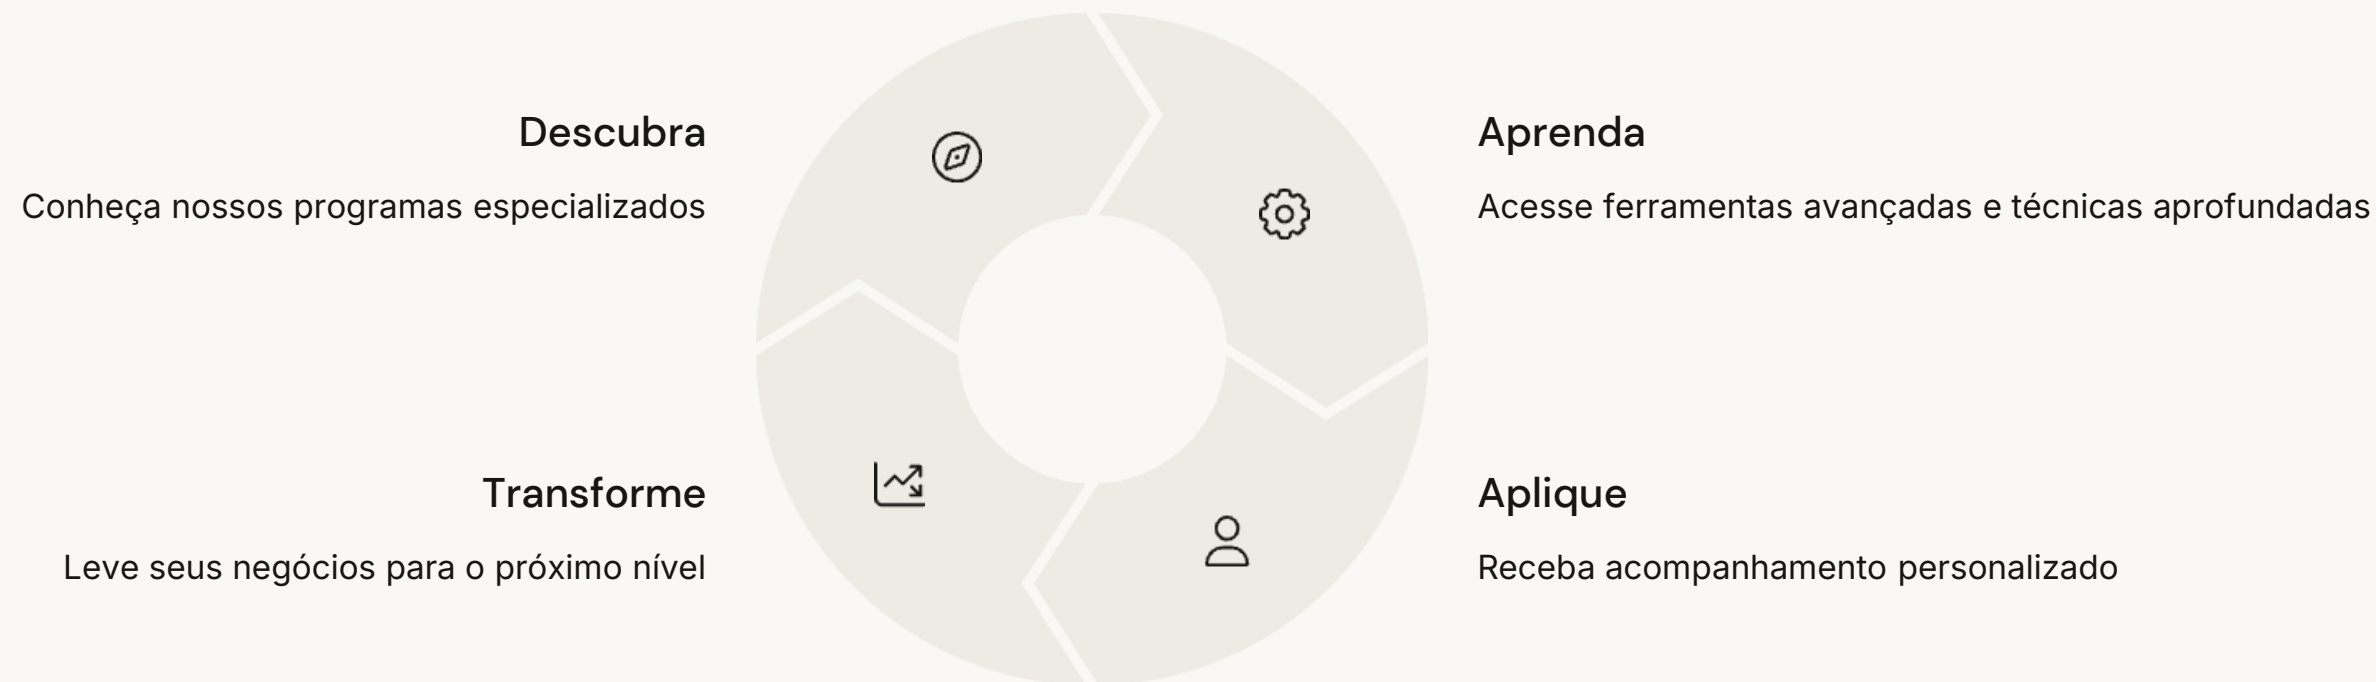 Descubra
Conheça nossos programas especializados
Aprenda
Acesse ferramentas avançadas e técnicas aprofundadas
Transforme
Leve seus negócios para o próximo nível
Aplique
Receba acompanhamento personalizado